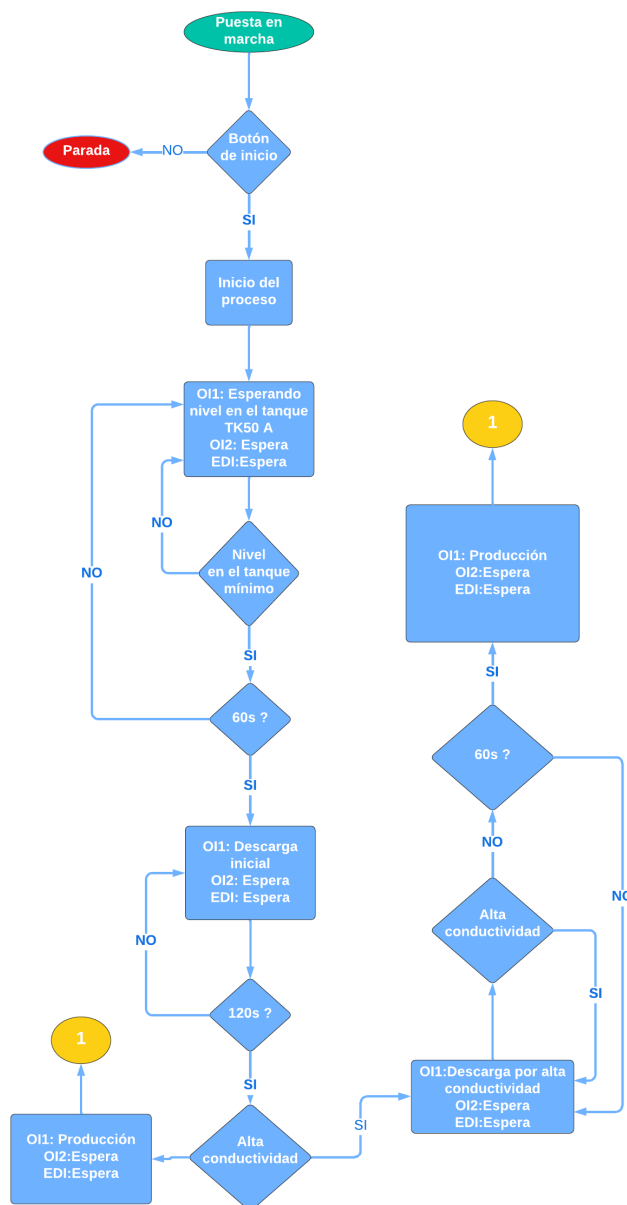 Puesta en
marcha
Botón
de inicio
NO
Parada
SI
Inicio del
proceso
OI1: Esperando
nivel en el tanque
TK50 A
OI2: Espera
EDI:Espera
NO
Nivel
en el tanque
mínimo
NO
SI
60s ?
SI
OI1: Descarga
inicial
OI2: Espera
EDI: Espera
NO
120s ?
SI
Alta
conductividad
OI1: Producción
OI2:Espera
EDI:Espera
1
SI
OI1:Descarga por alta
conductividad
OI2:Espera
EDI:Espera
Alta
conductividad
SI
NO
60s ?
NO
SI
OI1: Producción
OI2:Espera
EDI:Espera
1